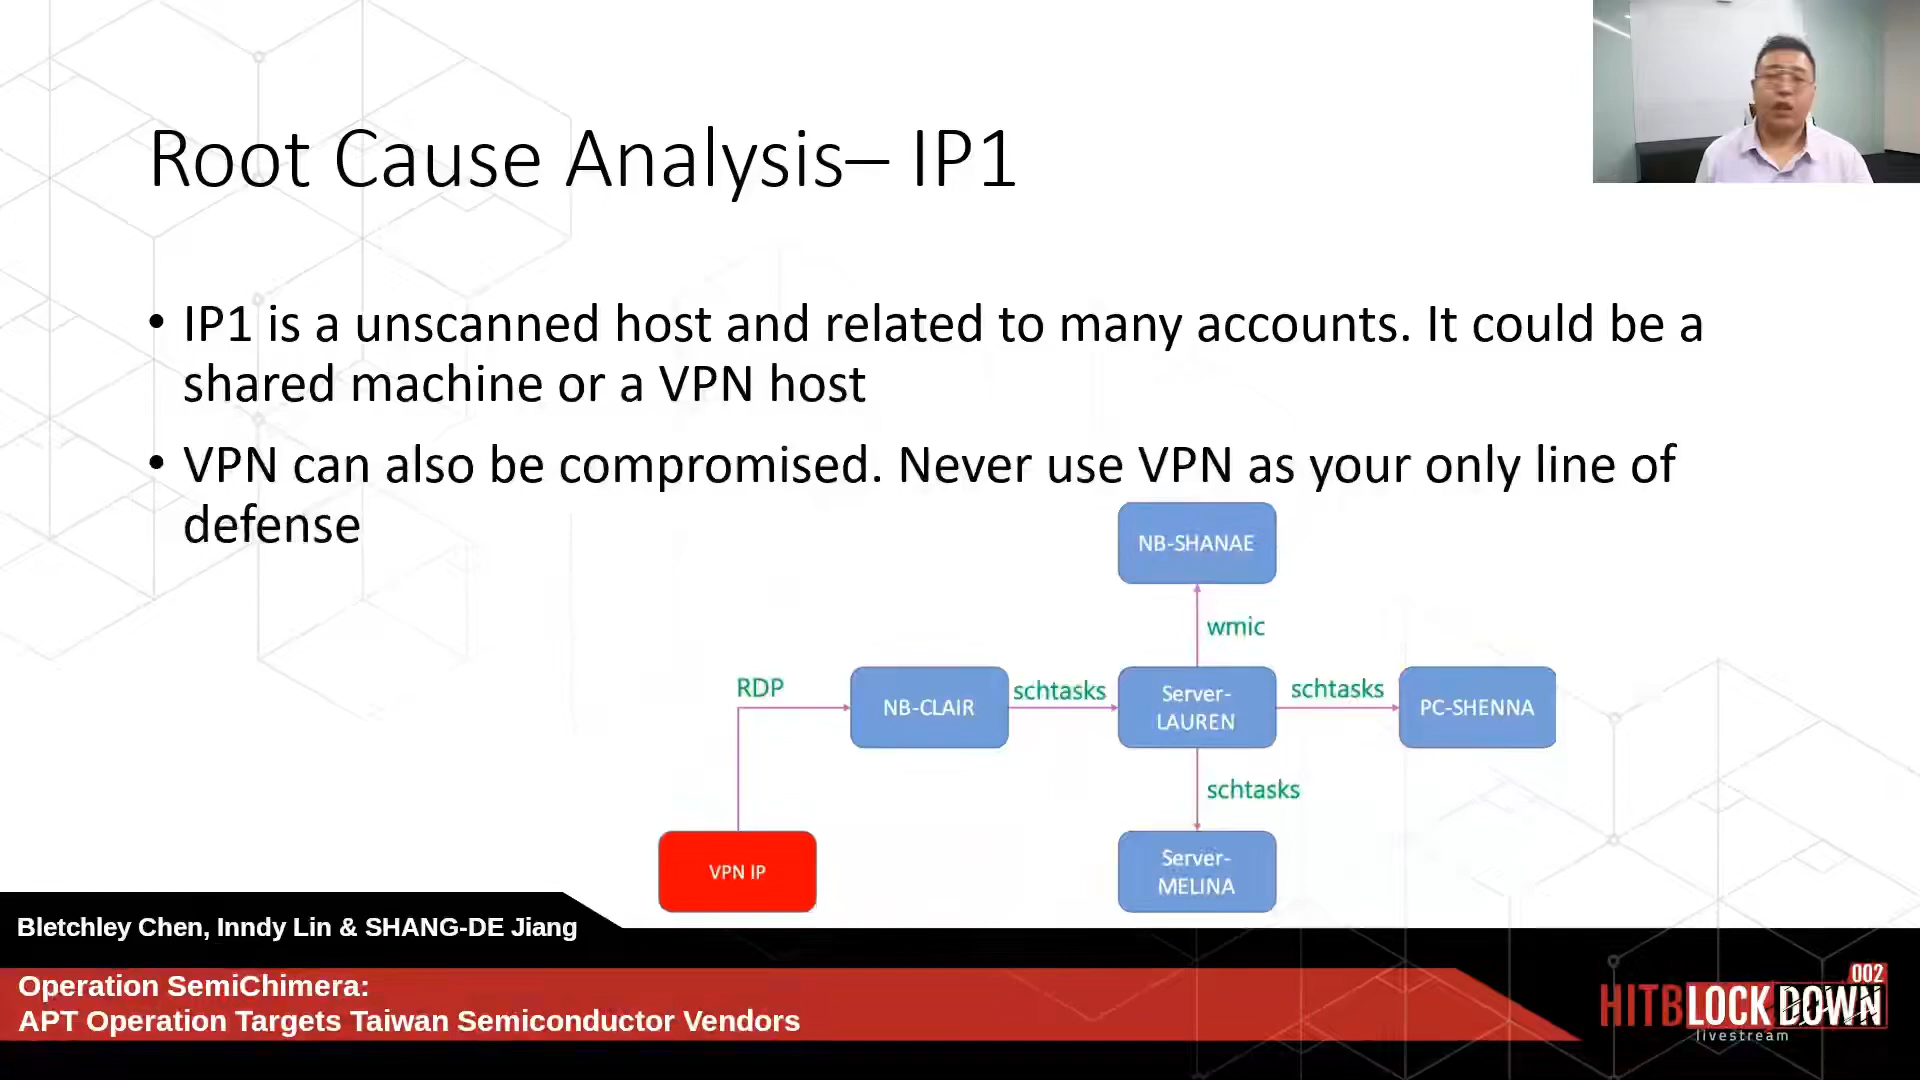 Root Cause Analysis– IP1
• IP1 is a unscanned host and related to many accounts. It could be a
shared machine or a VPN host
• VPN can also be compromised. Never use VPN as your only line of
defense
NB-SHANAE
wmic
RDP
NB-CLAIR
schtasks
Server-
LAUREN
schtasks
PC-SHENNA
schtasks
VPN IP
Server-
MELINA
Bletchley Chen, Inndy Lin & SHANG-DE Jiang
Operation SemiChimera:
APT Operation Targets Taiwan Semiconductor Vendors
002
HITBLOCKDOWN
livestream